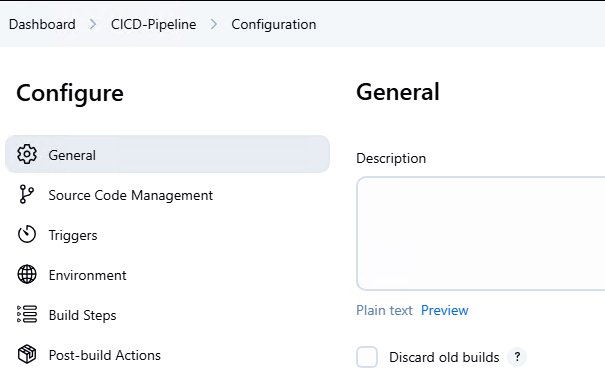 Dashboard > CICD-Pipeline > Configuration
Configure
General
Source Code Management
Triggers
Environment
Build Steps
Post-build Actions
General
Description
Plain text Preview
Discard old builds ?